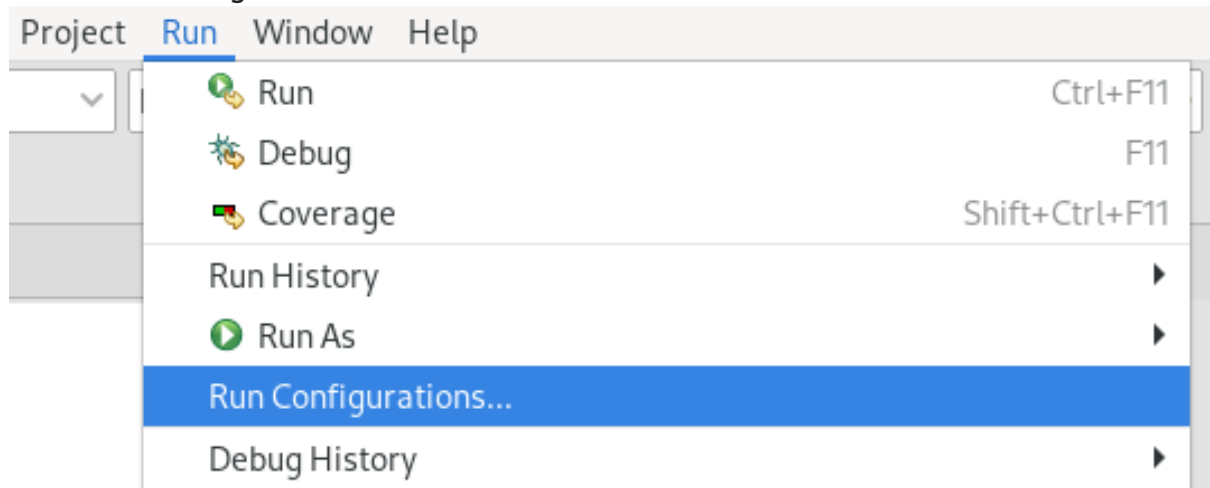 Project Run Window Help
Run Ctrl+F11
Debug F11
Coverage Shift+Ctrl+F11
Run History
Run As
Run Configurations...
Debug History